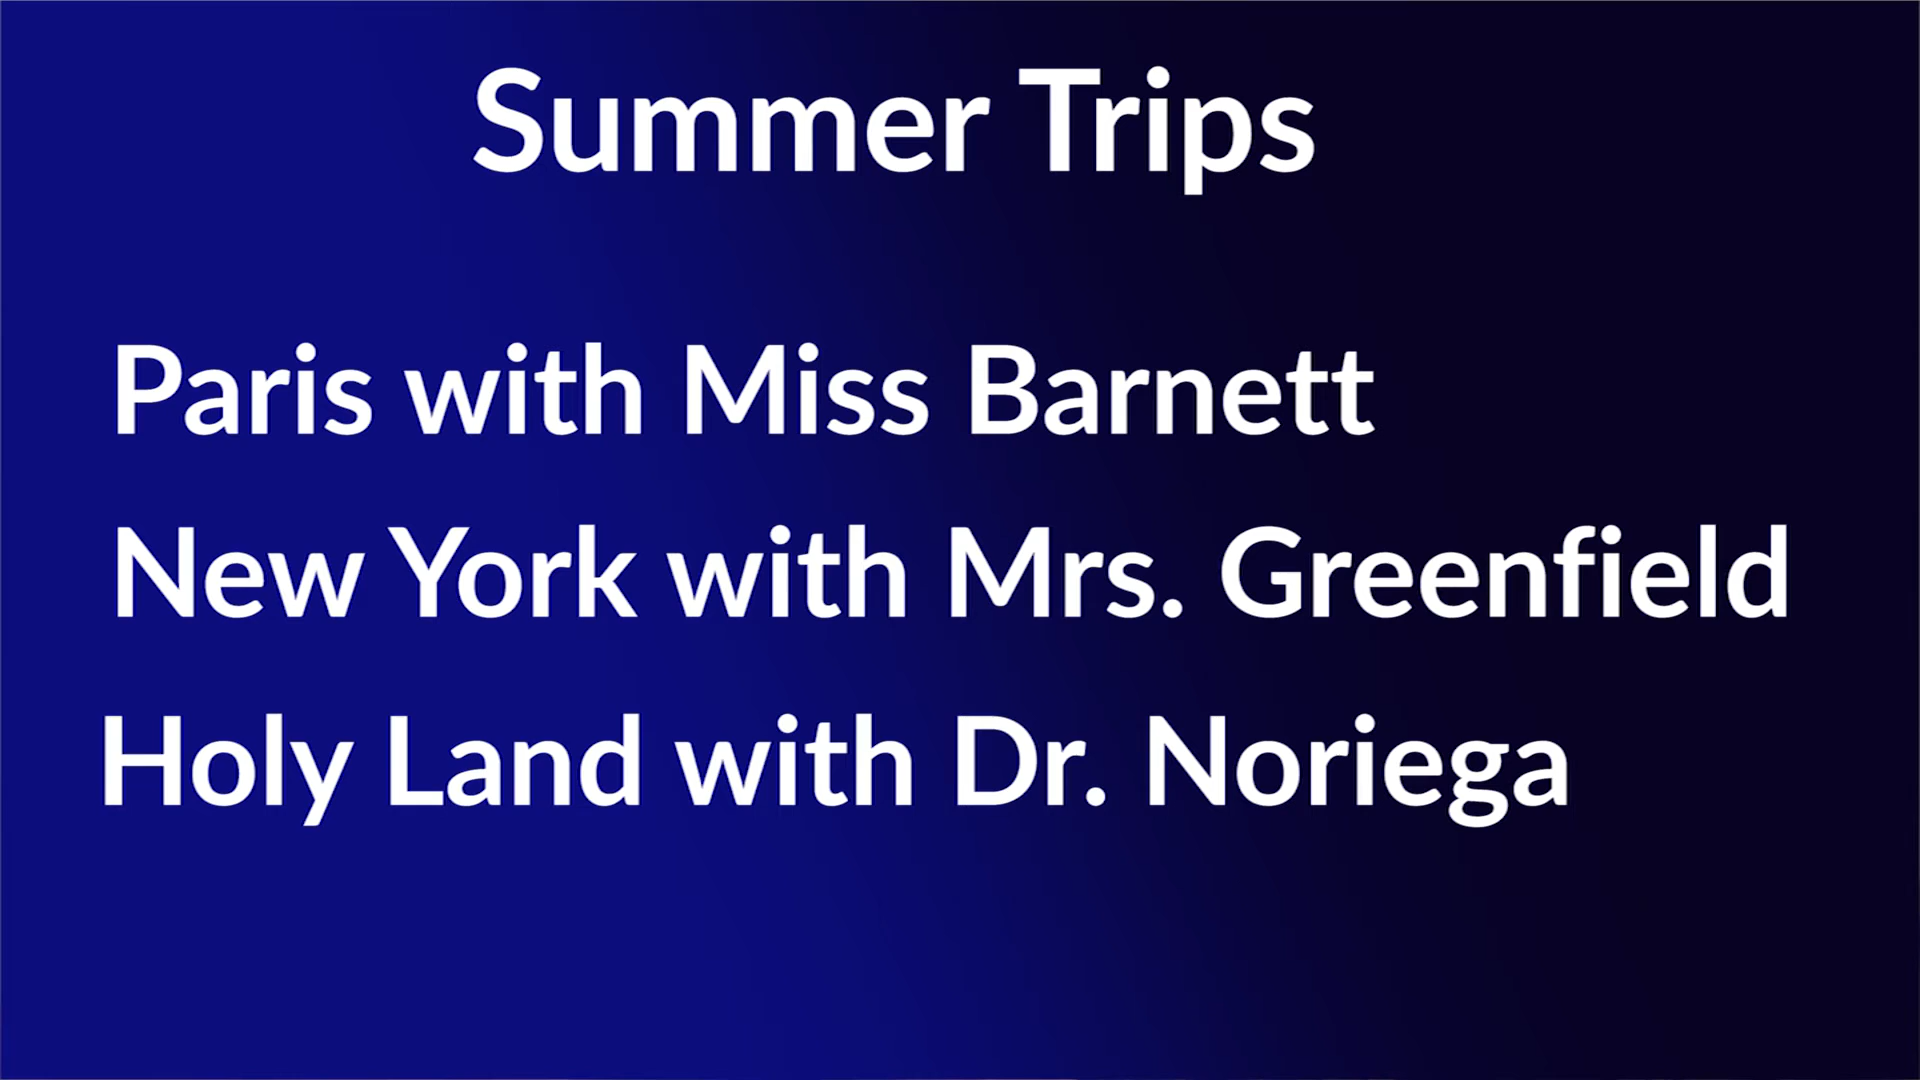 Summer Trips
Paris with Miss Barnett
New York with Mrs. Greenfield
Holy Land with Dr. Noriega